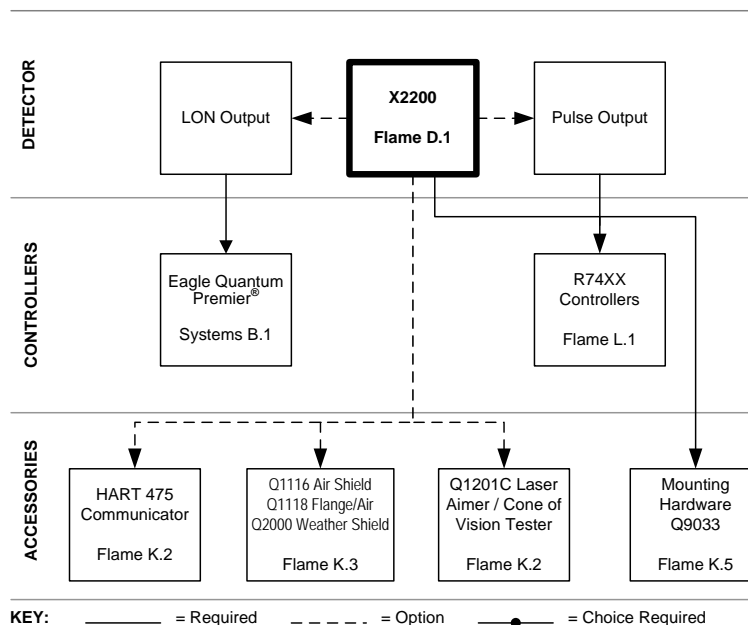 DETECTOR
LON Output
X2200
Flame D.1
Pulse Output
CONTROLLERS
Eagle Quantum
Premier®
Systems B.1
R74XX
Controllers
Flame L.1
ACCESSORIES
HART 475
Communicator
Flame K.2
Q1116 Air Shield
Q1118 Flange/Air
Q2000 Weather Shield
Flame K.3
Q1201C Laser
Aimer / Cone of
Vision Tester
Flame K.2
Mounting
Hardware
Q9033
Flame K.5
KEY: = Required = Option = Choice Required